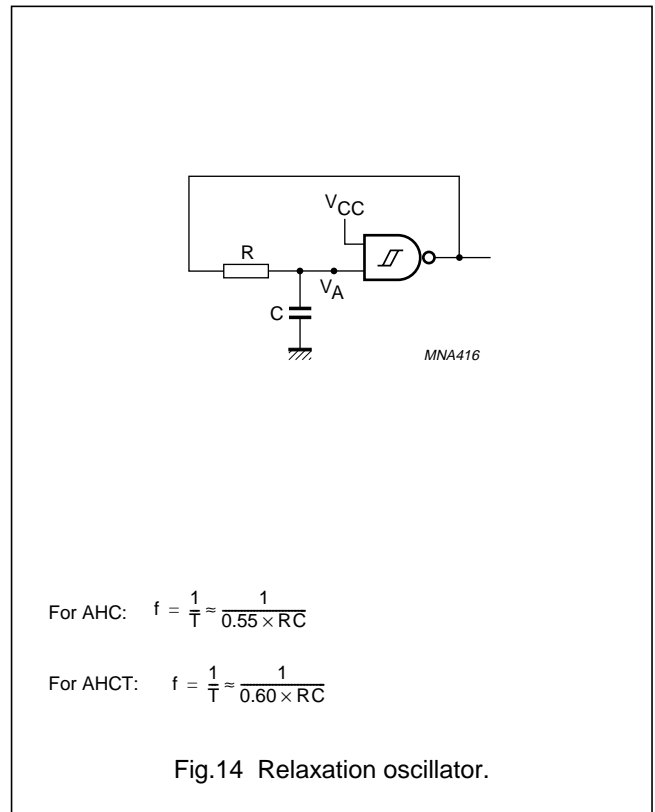 V_CC
R
V_A
C
MNA416
For AHC: f = 1/T ≈ 1/(0.55 × RC)
For AHCT: f = 1/T ≈ 1/(0.60 × RC)
Fig.14 Relaxation oscillator.